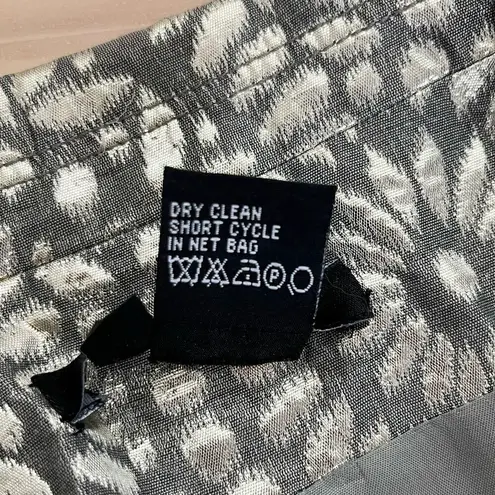 DRY CLEAN
SHORT CYCLE
IN NET BAG
P